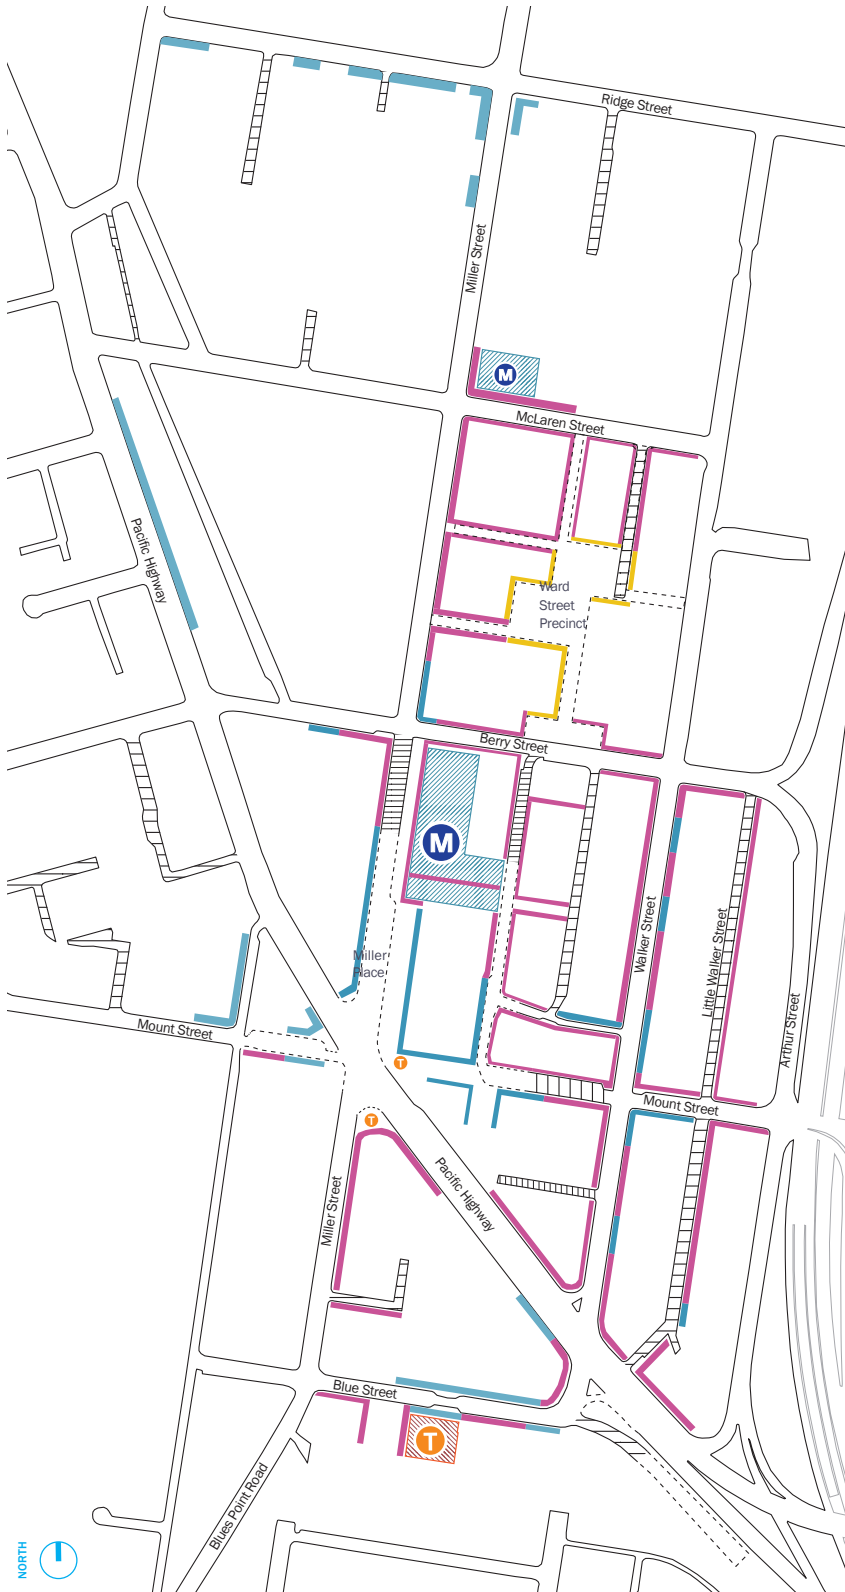 Ridge Street
Miller Street
M
McLaren Street
Pacific Highway
Ward
Street
Precinct
Berry Street
M
Walker Street
Little Walker Street
Miller
Place
Arthur Street
Mount Street
T
Mount Street
T
Pacific Highway
Miller Street
Blue Street
T
Blues Point Road
NORTH